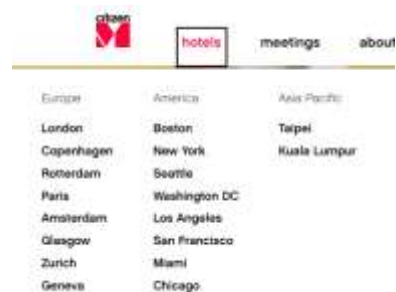 citizen
M
hotels meetings about
Europe America Asia Pacific
London Boston Taipei
Copenhagen New York Kuala Lumpur
Rotterdam Seattle
Paris Washington DC
Amsterdam Los Angeles
Glasgow San Francisco
Zurich Miami
Geneva Chicago